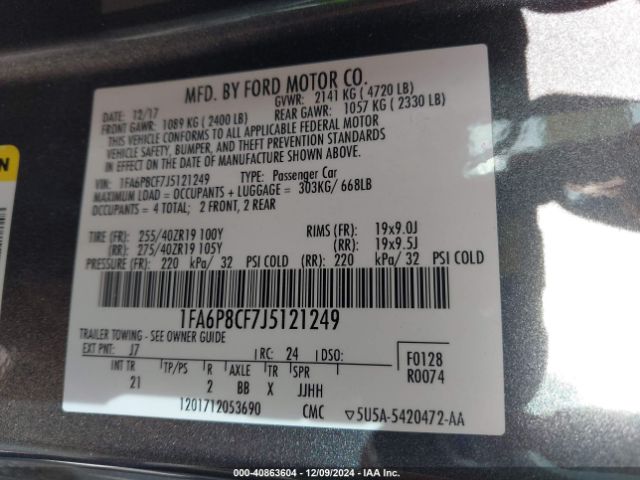 MFD. BY FORD MOTOR CO.
DATE: 12/17 GVWR: 2141 KG ( 4720 LB)
FRONT GAWR: 1089 KG ( 2400 LB) REAR GAWR: 1057 KG ( 2330 LB)
THIS VEHICLE CONFORMS TO ALL APPLICABLE FEDERAL MOTOR
VEHICLE SAFETY, BUMPER, AND THEFT PREVENTION STANDARDS
IN EFFECT ON THE DATE OF MANUFACTURE SHOWN ABOVE.
VIN: 1FA6P8CF7J5121249 TYPE: Passenger Car
MAXIMUM LOAD = OCCUPANTS + LUGGAGE = 303KG/ 668LB
OCCUPANTS = 4 TOTAL; 2 FRONT, 2 REAR
TIRE (FR): 255/40ZR19 100Y RIMS (FR): 19x9.0J
(RR): 275/40ZR19 105Y (RR): 19x9.5J
PRESSURE (FR): 220 kPa/ 32 PSI COLD (RR): 220 kPa/ 32 PSI COLD
1FA6P8CF7J5121249
TRAILER TOWING - SEE OWNER GUIDE
EXT PNT: J7 RC: 24 DSO: F0128
INT TR TP/PS R AXLE TR SPR R0074
21 2 BB X JJHH
1201712053690 CMC ▽5U5A-5420472-AA
000-40863604 • 12/09/2024 • IAA Inc.